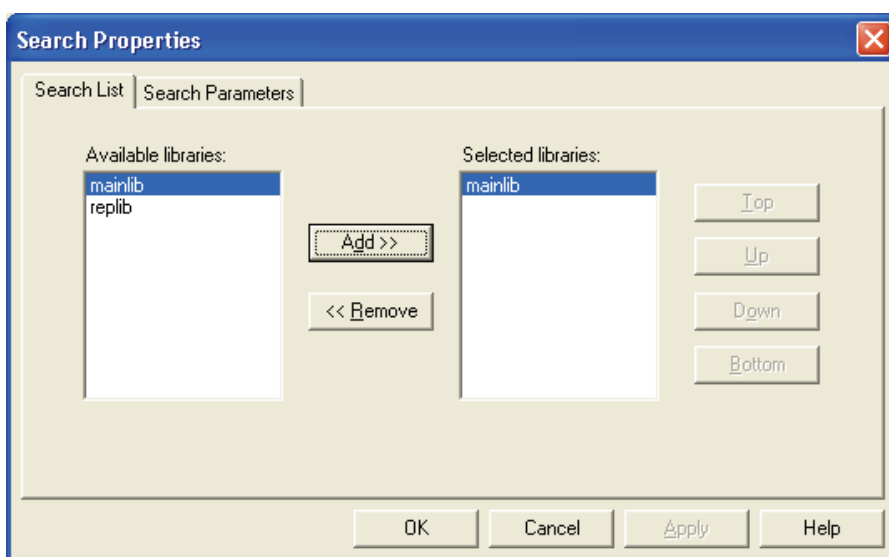 Search Properties
Search List
Search Parameters
Available libraries:
mainlib
replib
Add >>
<< Remove
Selected libraries:
mainlib
Top
Up
Down
Bottom
OK
Cancel
Apply
Help